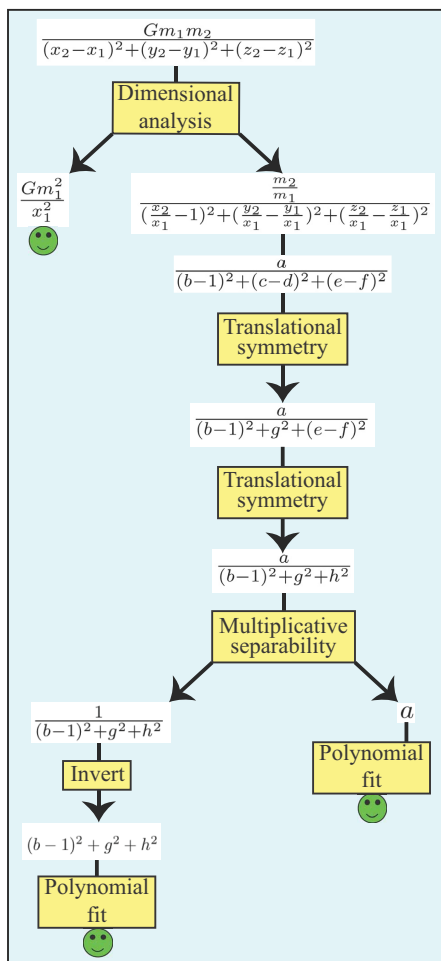 Gm₁m₂ / (x₂−x₁)²+(y₂−y₁)²+(z₂−z₁)²
Dimensional
analysis
Gm₁² / x₁²
m₂/m₁ / (x₂/x₁ −1)²+(y₂/x₁ − y₁/x₁)²+(z₂/x₁ − z₁/x₁)²
a / (b−1)²+(c−d)²+(e−f)²
Translational
symmetry
a / (b−1)²+g²+(e−f)²
Translational
symmetry
a / (b−1)²+g²+h²
Multiplicative
separability
1 / (b−1)²+g²+h²
a
Invert
Polynomial
fit
(b − 1)² + g² + h²
Polynomial
fit